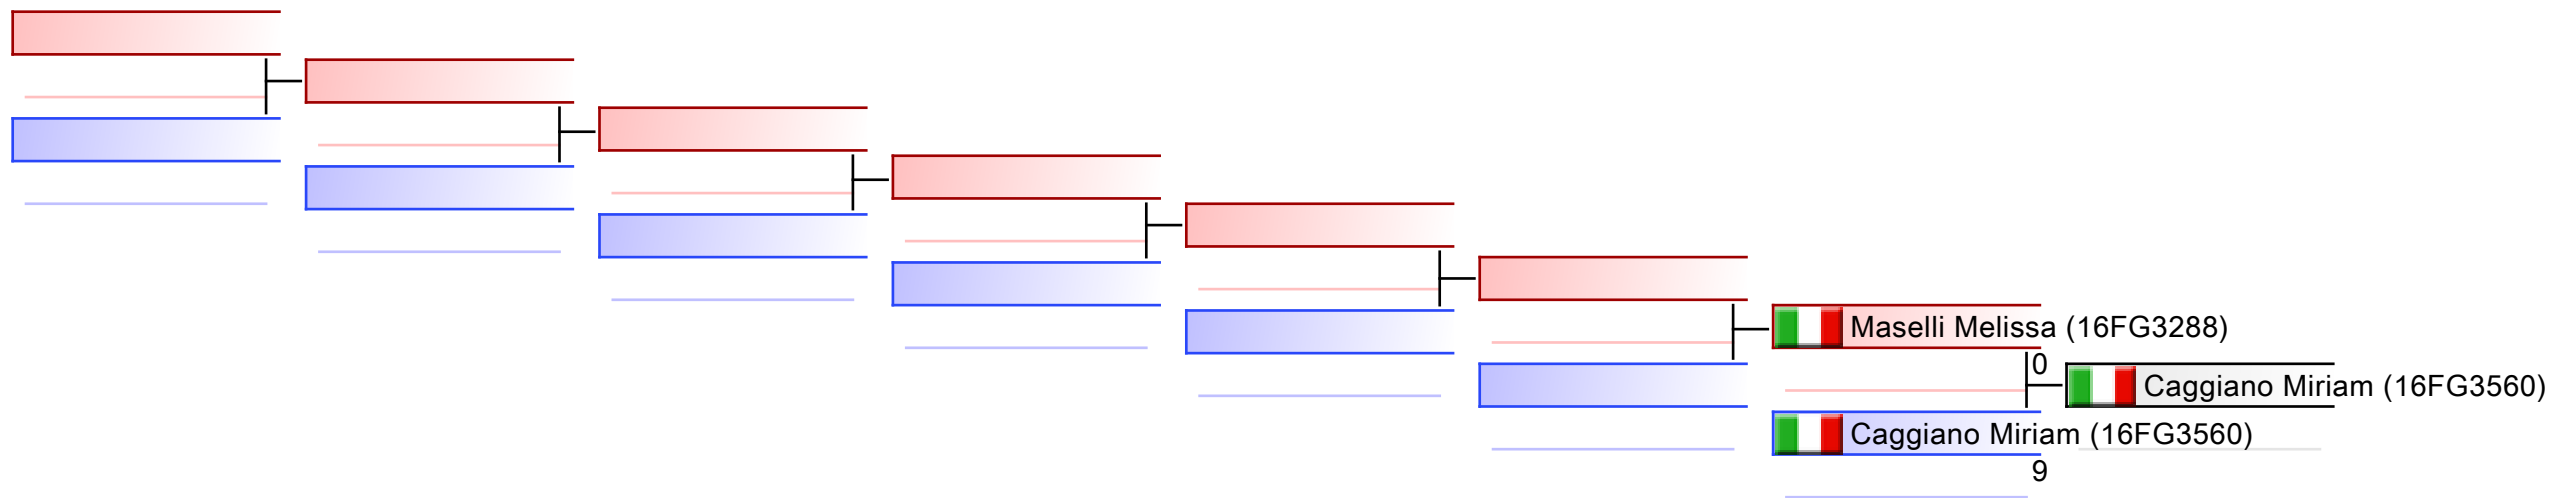 Maselli Melissa (16FG3288)
0
Caggiano Miriam (16FG3560)
Caggiano Miriam (16FG3560)
9